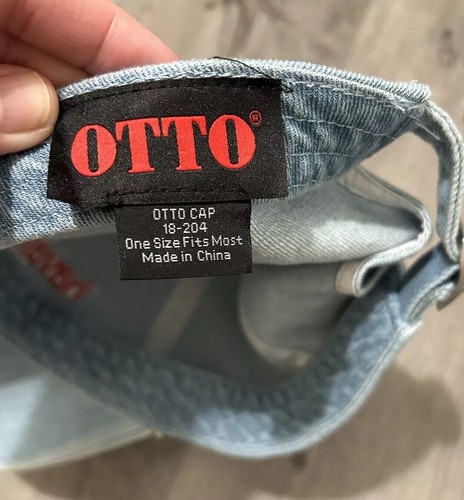 OTTO®
OTTO CAP
18-204
One Size Fits Most
Made in China